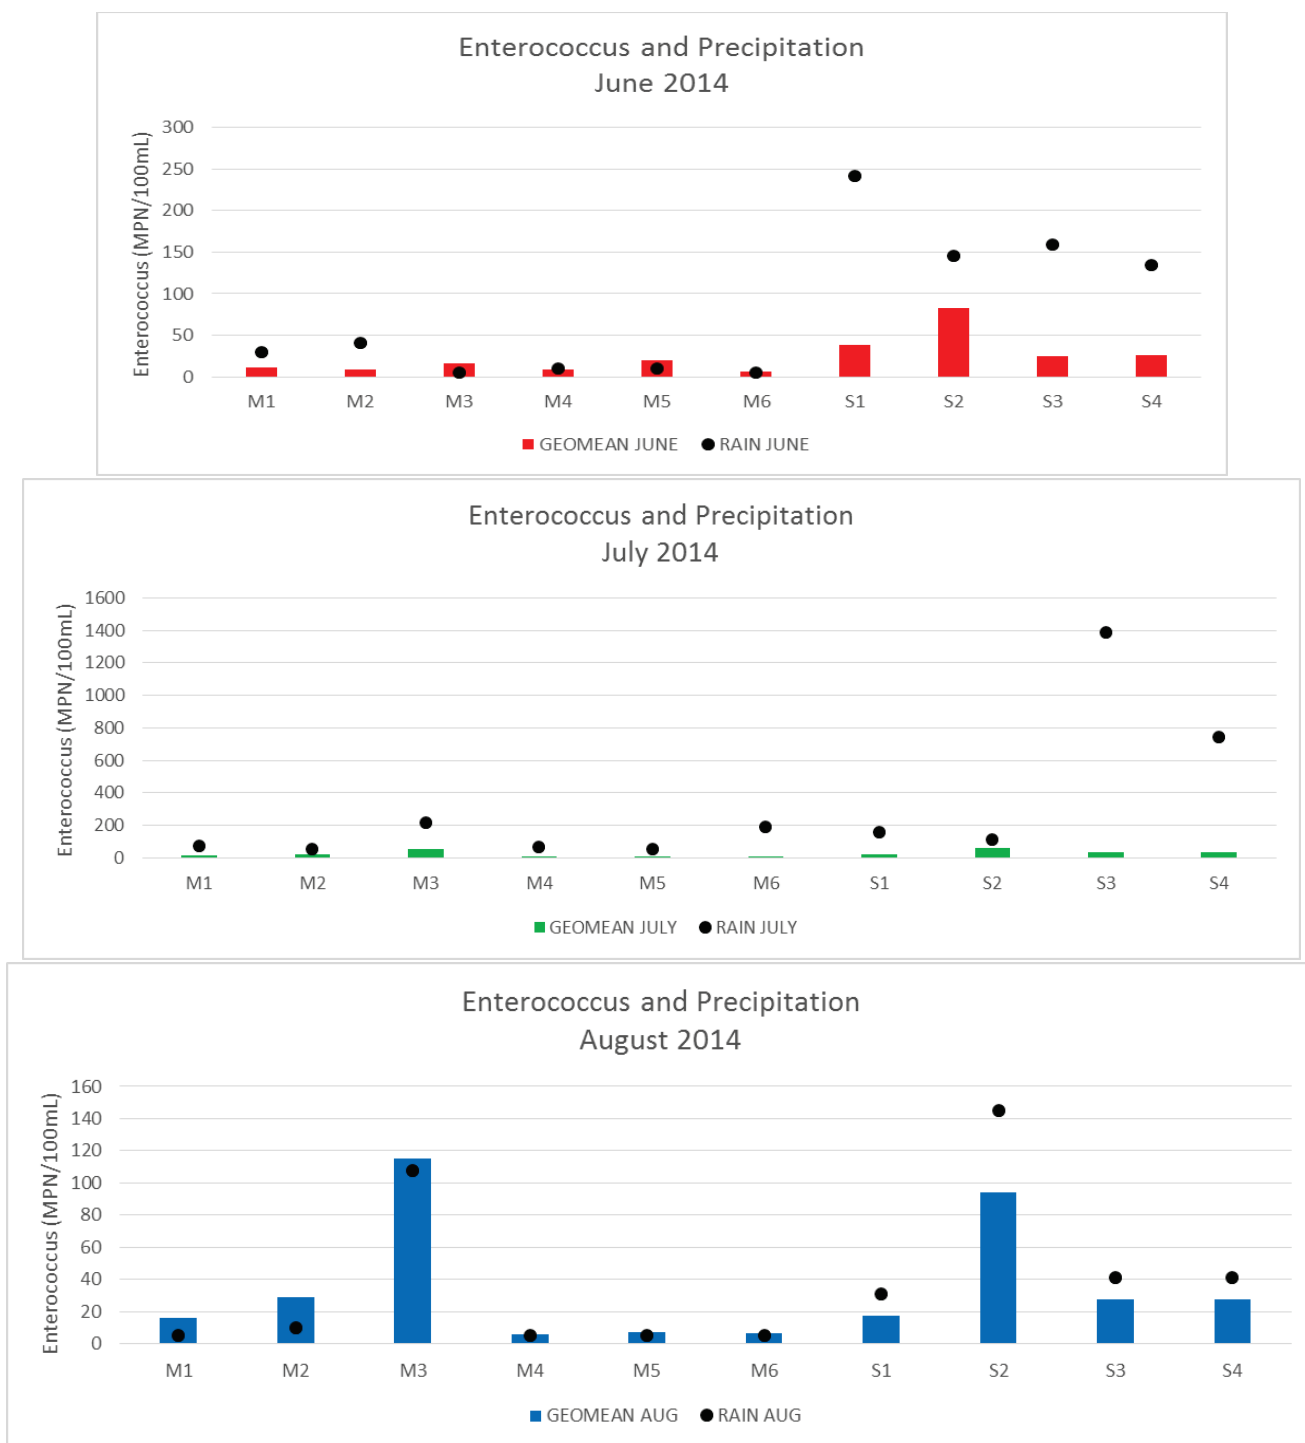 Enterococcus and Precipitation
June 2014
Enterococcus (MPN/100mL)
300
250
200
150
100
50
0
M1 M2 M3 M4 M5 M6 S1 S2 S3 S4
GEOMEAN JUNE RAIN JUNE
Enterococcus and Precipitation
July 2014
Enterococcus (MPN/100mL)
1600
1400
1200
1000
800
600
400
200
0
M1 M2 M3 M4 M5 M6 S1 S2 S3 S4
GEOMEAN JULY RAIN JULY
Enterococcus and Precipitation
August 2014
Enterococcus (MPN/100mL)
160
140
120
100
80
60
40
20
0
M1 M2 M3 M4 M5 M6 S1 S2 S3 S4
GEOMEAN AUG RAIN AUG